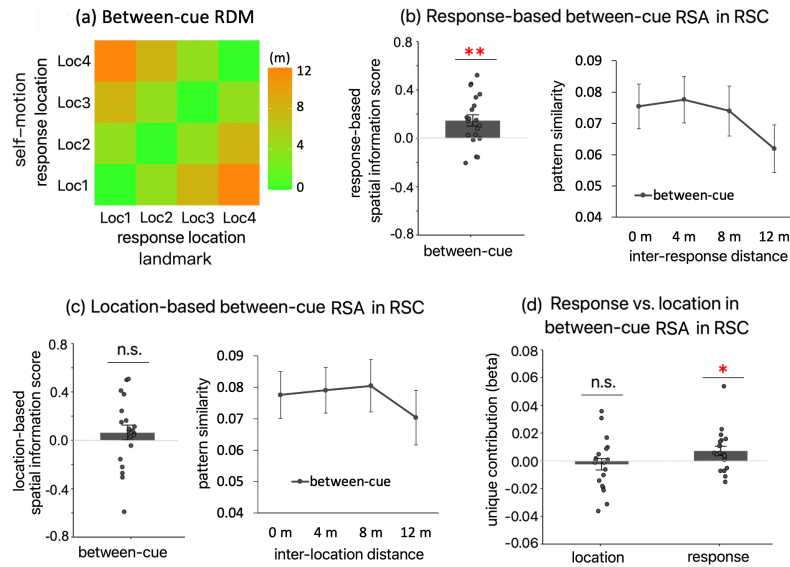 (a) Between-cue RDM
Loc4
Loc3
Loc2
Loc1
self-motion
response location
Loc1 Loc2 Loc3 Loc4
response location
landmark
(m)
12
8
4
0
(b) Response-based between-cue RSA in RSC
0.8
0.4
0.0
-0.4
-0.8
response-based
spatial information score
**
between-cue
0.09
0.08
0.07
0.06
0.05
0.04
pattern similarity
between-cue
0 m 4 m 8 m 12 m
inter-response distance
(c) Location-based between-cue RSA in RSC
0.8
0.4
0.0
-0.4
-0.8
location-based
spatial information score
n.s.
between-cue
0.09
0.08
0.07
0.06
0.05
0.04
pattern similarity
between-cue
0 m 4 m 8 m 12 m
inter-location distance
(d) Response vs. location in
between-cue RSA in RSC
0.08
0.06
0.04
0.02
0.00
-0.02
-0.04
-0.06
unique contribution (beta)
n.s.
*
location response